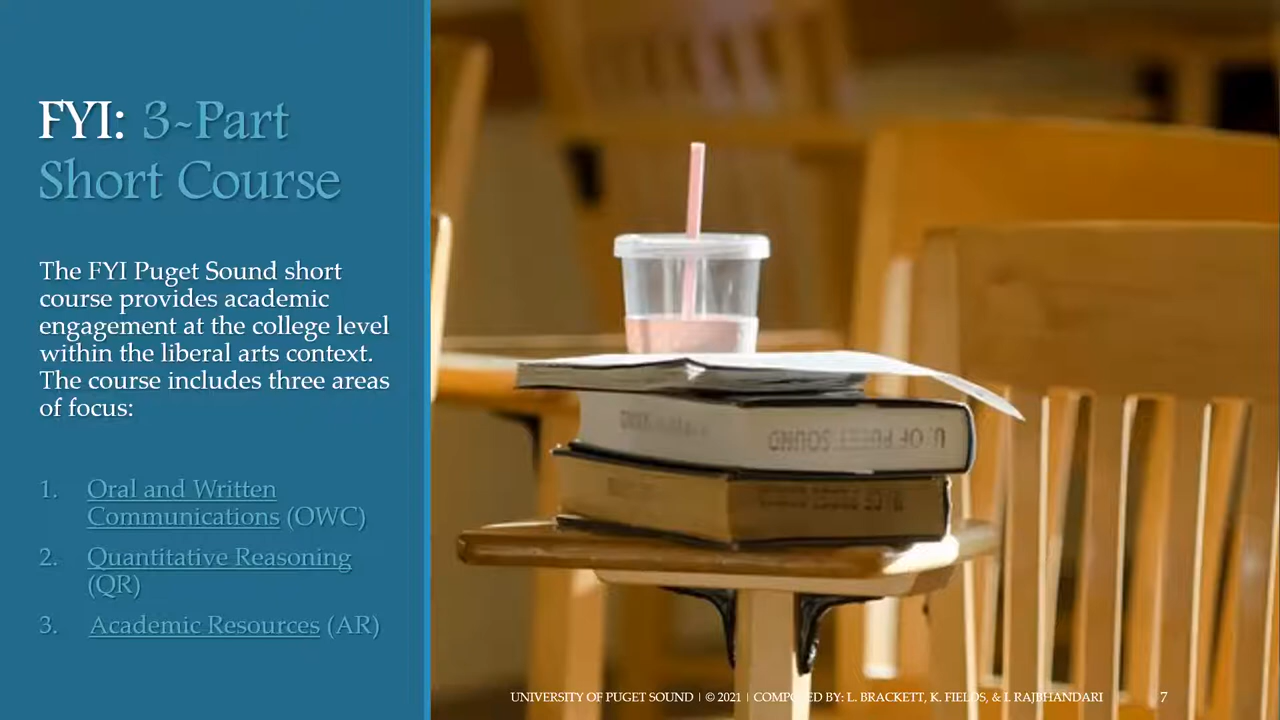 FYI: 3-Part
Short Course
The FYI Puget Sound short
course provides academic
engagement at the college level
within the liberal arts context.
The course includes three areas
of focus:
1. Oral and Written
Communications (OWC)
2. Quantitative Reasoning
(QR)
3. Academic Resources (AR)
U. OF PUGET SOUND
U. OF PUGET SOUND
UNIVERSITY OF PUGET SOUND | © 2021 | COMPOSED BY: L. BRACKETT, K. FIELDS, & I. RAJBHANDARI 7